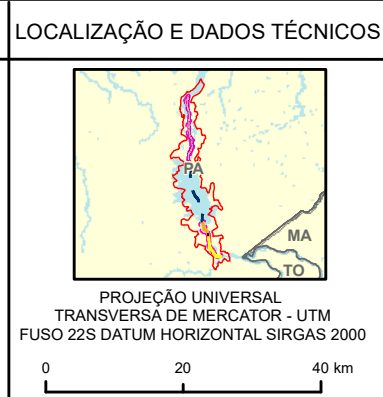 LOCALIZAÇÃO E DADOS TÉCNICOS
PA
MA
TO
PROJEÇÃO UNIVERSAL
TRANSVERSA DE MERCATOR - UTM
FUSO 22S DATUM HORIZONTAL SIRGAS 2000
0 20 40 km